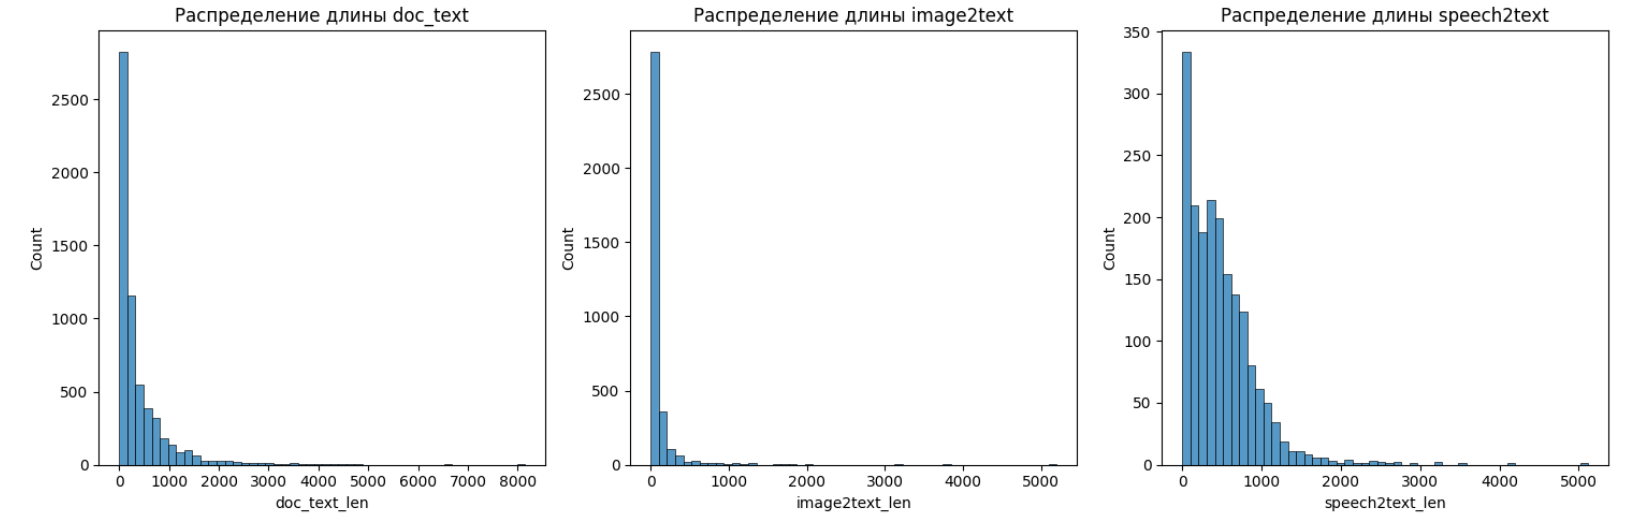 Распределение длины doc_text
2500
2000
1500
1000
500
0
Count
0 1000 2000 3000 4000 5000 6000 7000 8000
doc_text_len
Распределение длины image2text
2500
2000
1500
1000
500
0
Count
0 1000 2000 3000 4000 5000
image2text_len
Распределение длины speech2text
350
300
250
200
150
100
50
0
Count
0 1000 2000 3000 4000 5000
speech2text_len